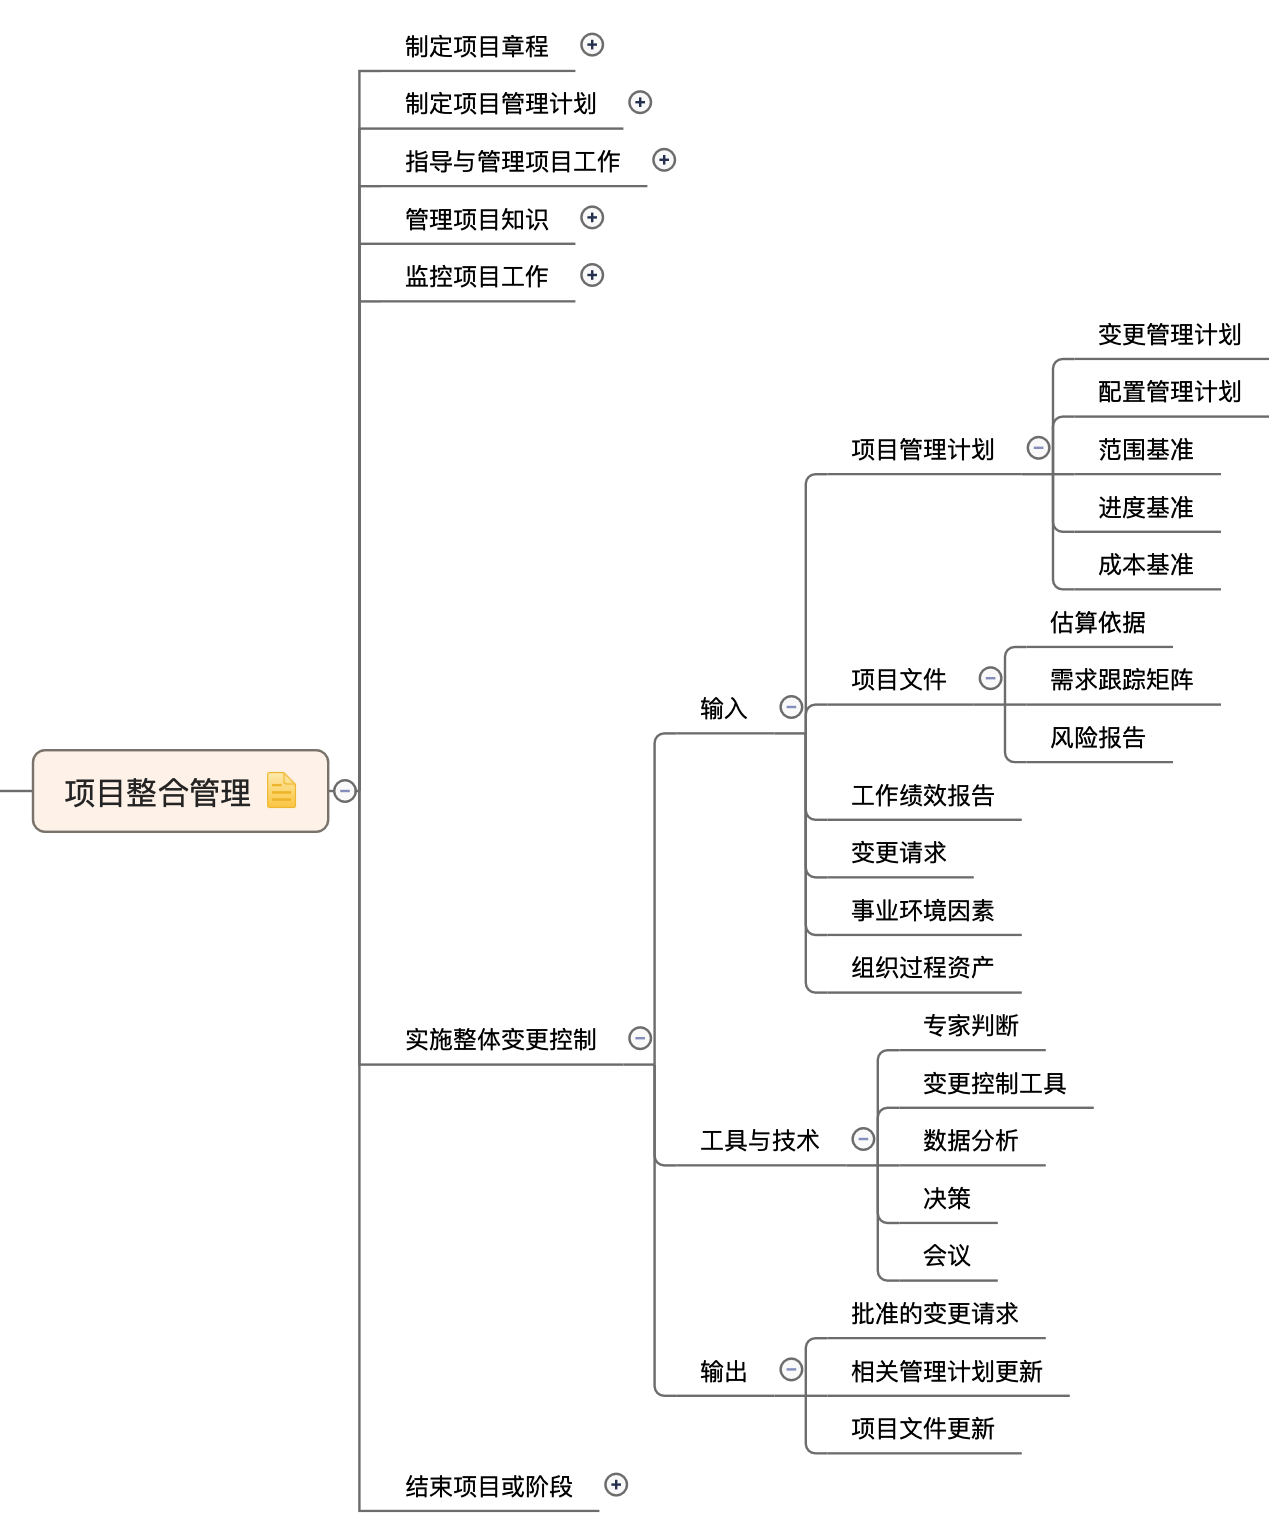 制定项目章程
制定项目管理计划
指导与管理项目工作
管理项目知识
监控项目工作
变更管理计划
配置管理计划
项目管理计划
范围基准
进度基准
成本基准
估算依据
项目文件
需求跟踪矩阵
输入
风险报告
项目整合管理
工作绩效报告
变更请求
事业环境因素
组织过程资产
专家判断
实施整体变更控制
变更控制工具
工具与技术
数据分析
决策
会议
批准的变更请求
输出
相关管理计划更新
项目文件更新
结束项目或阶段